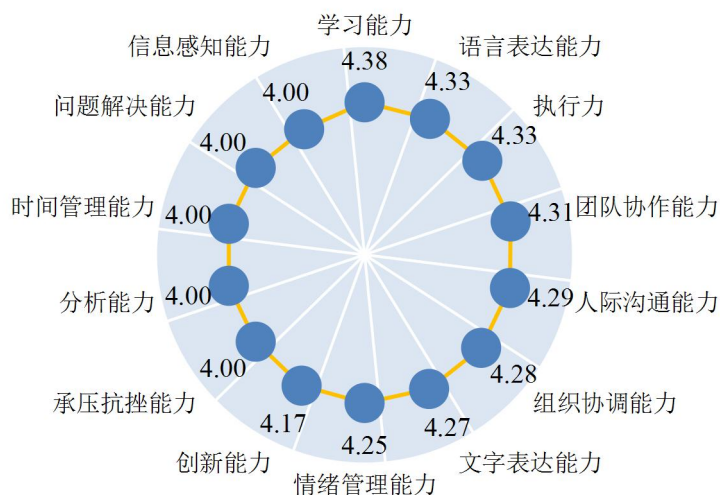 学习能力
4.38
语言表达能力
4.33
执行力
4.33
团队协作能力
4.31
人际沟通能力
4.29
组织协调能力
4.28
文字表达能力
4.27
情绪管理能力
4.25
创新能力
4.17
承压抗挫能力
4.00
分析能力
4.00
时间管理能力
4.00
问题解决能力
4.00
信息感知能力
4.00